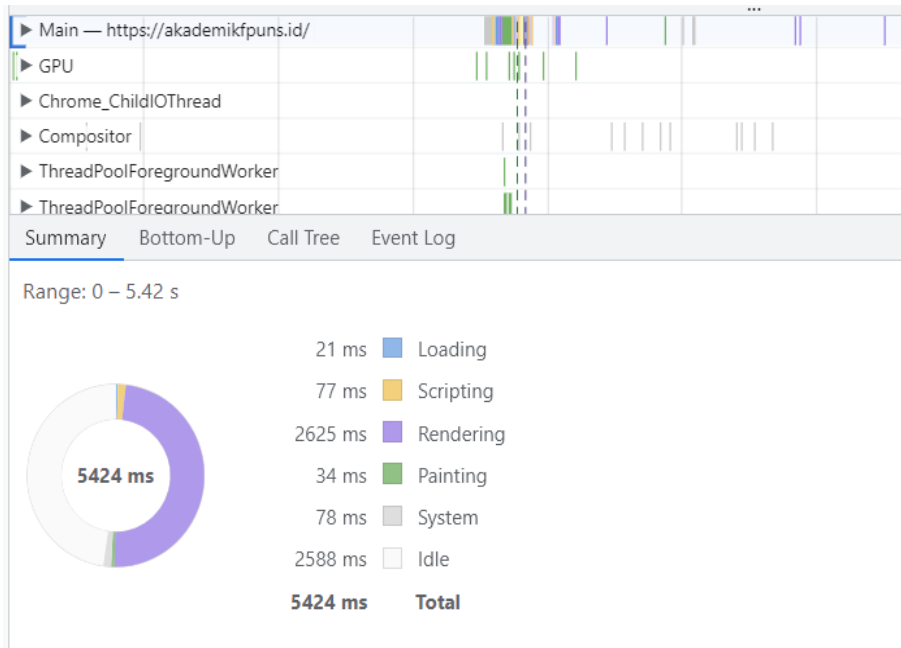 ...
Main — https://akademikfpuns.id/
GPU
Chrome_ChildIOThread
Compositor
ThreadPoolForegroundWorker
ThreadPoolForegroundWorker
Summary Bottom-Up Call Tree Event Log
Range: 0 – 5.42 s
21 ms Loading
77 ms Scripting
2625 ms Rendering
5424 ms
34 ms Painting
78 ms System
2588 ms Idle
5424 ms Total